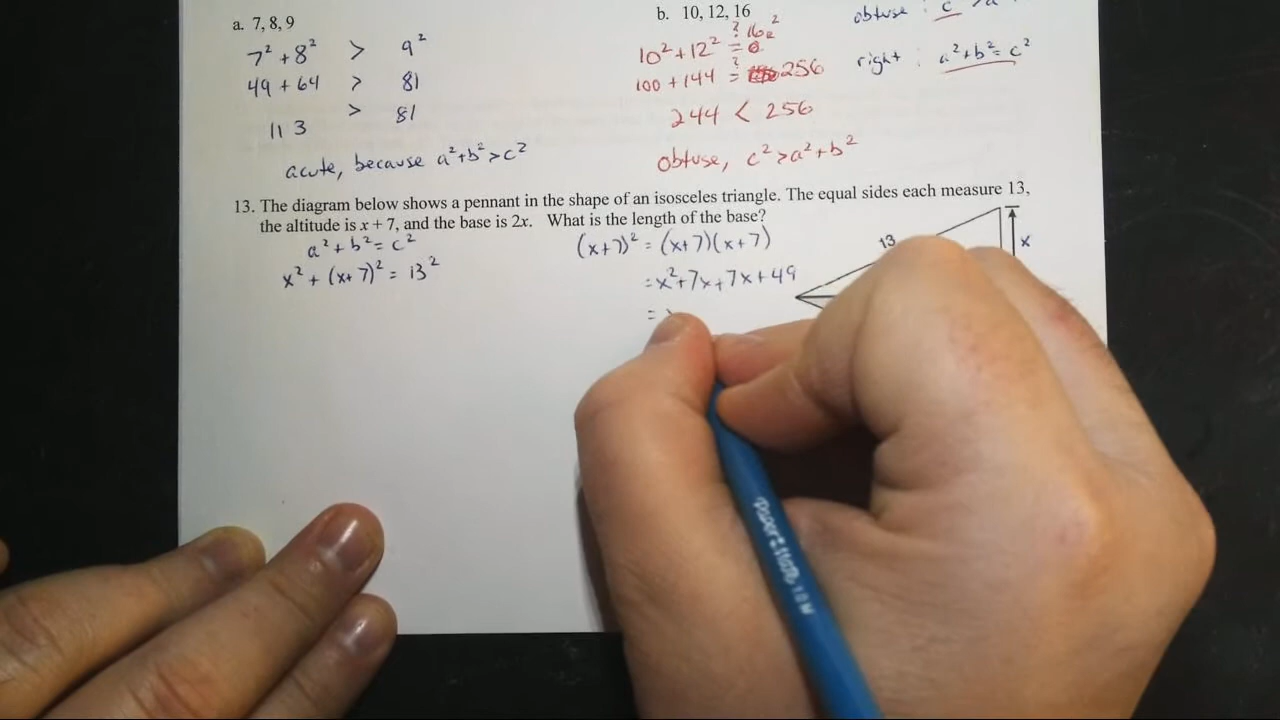 a. 7, 8, 9
7² + 8² > 9²
49 + 64 > 81
113 > 81
acute, because a²+b²>c²
b. 10, 12, 16
10² + 12² ?= 16²
100 + 144 ?= 256
244 < 256
obtuse, c²>a²+b²
obtuse : c
right : a²+b²=c²
13. The diagram below shows a pennant in the shape of an isosceles triangle. The equal sides each measure 13,
the altitude is x + 7, and the base is 2x. What is the length of the base?
a²+b²=c²
x² + (x+7)² = 13²
(x+7)² = (x+7)(x+7)
= x²+7x+7x+49
=
13
x